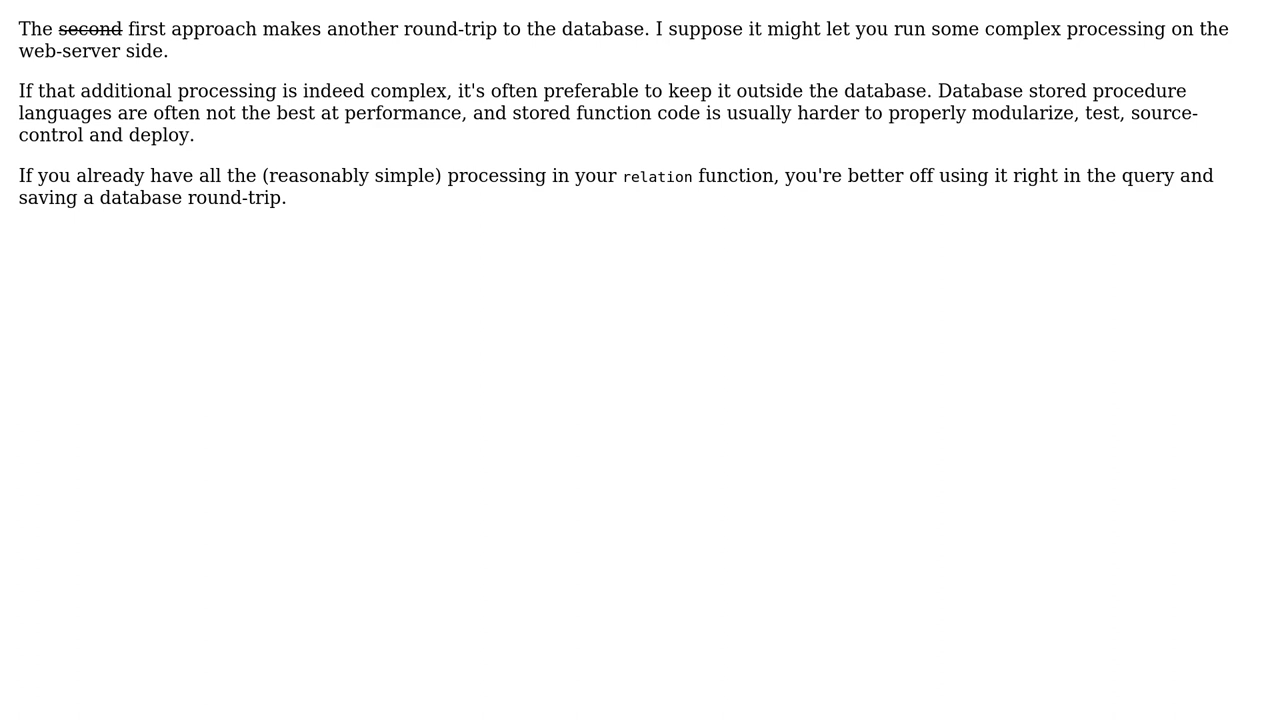 The second first approach makes another round-trip to the database. I suppose it might let you run some complex processing on the
web-server side.
If that additional processing is indeed complex, it's often preferable to keep it outside the database. Database stored procedure
languages are often not the best at performance, and stored function code is usually harder to properly modularize, test, source-
control and deploy.
If you already have all the (reasonably simple) processing in your relation function, you're better off using it right in the query and
saving a database round-trip.